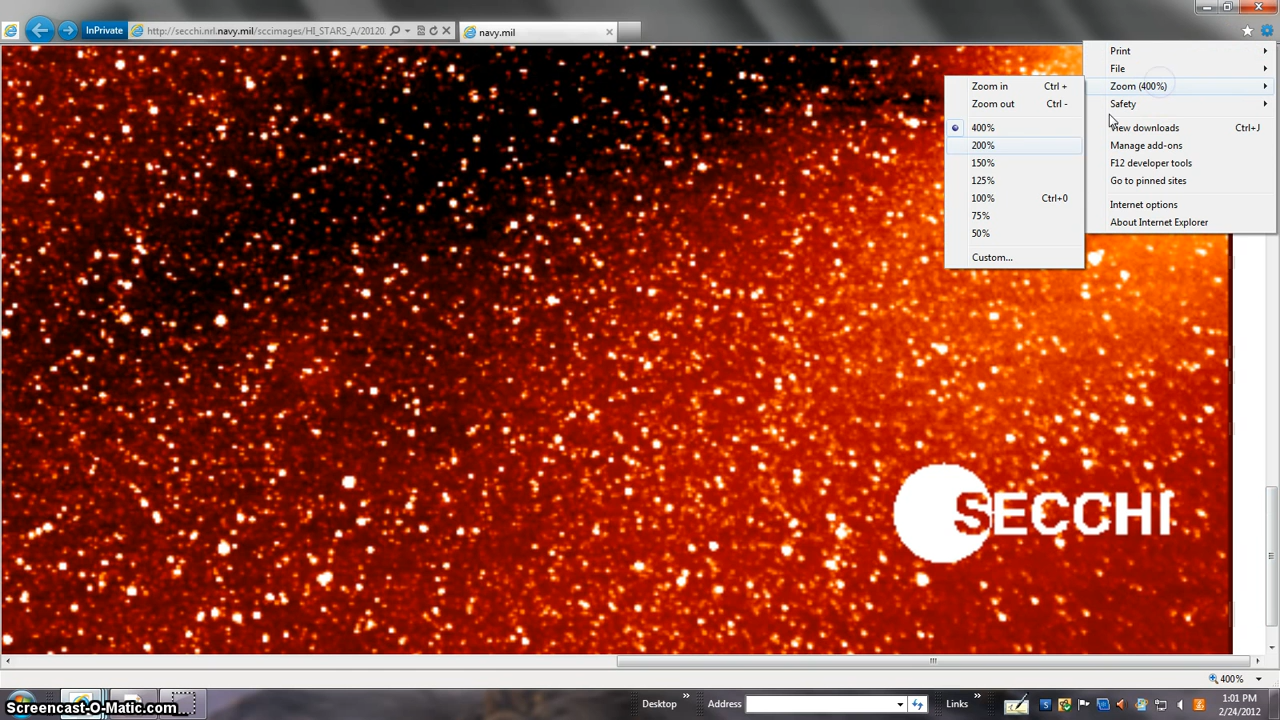 InPrivate
http://secchi.nrl.navy.mil/sccimages/HI_STARS_A/20120
navy.mil
Print
File
Zoom (400%)
Safety
View downloads Ctrl+J
Manage add-ons
F12 developer tools
Go to pinned sites
Internet options
About Internet Explorer
Zoom in Ctrl +
Zoom out Ctrl -
400%
200%
150%
125%
100% Ctrl+0
75%
50%
Custom...
SECCHI
400%
Desktop
Address
Links
1:01 PM
2/24/2012
Screencast-O-Matic.com